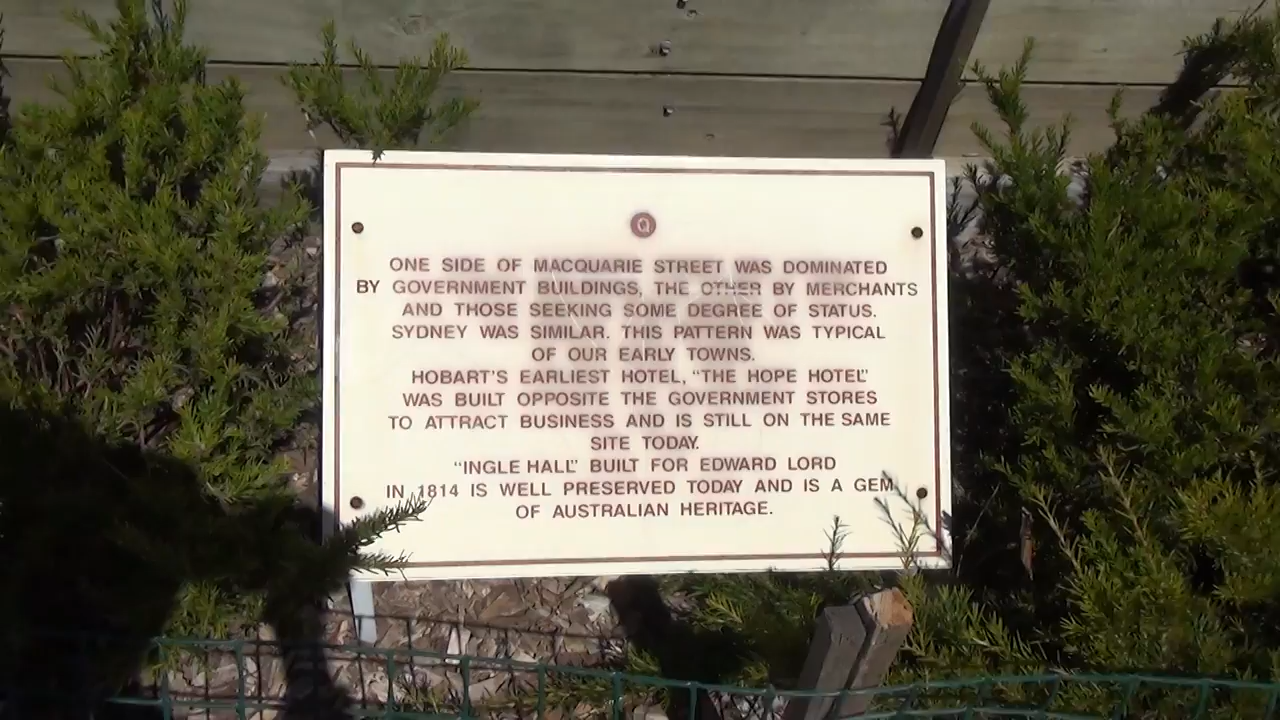 Q
ONE SIDE OF MACQUARIE STREET WAS DOMINATED
BY GOVERNMENT BUILDINGS, THE OTHER BY MERCHANTS
AND THOSE SEEKING SOME DEGREE OF STATUS.
SYDNEY WAS SIMILAR. THIS PATTERN WAS TYPICAL
OF OUR EARLY TOWNS.
HOBART'S EARLIEST HOTEL, "THE HOPE HOTEL"
WAS BUILT OPPOSITE THE GOVERNMENT STORES
TO ATTRACT BUSINESS AND IS STILL ON THE SAME
SITE TODAY.
"INGLE HALL" BUILT FOR EDWARD LORD
IN 1814 IS WELL PRESERVED TODAY AND IS A GEM
OF AUSTRALIAN HERITAGE.